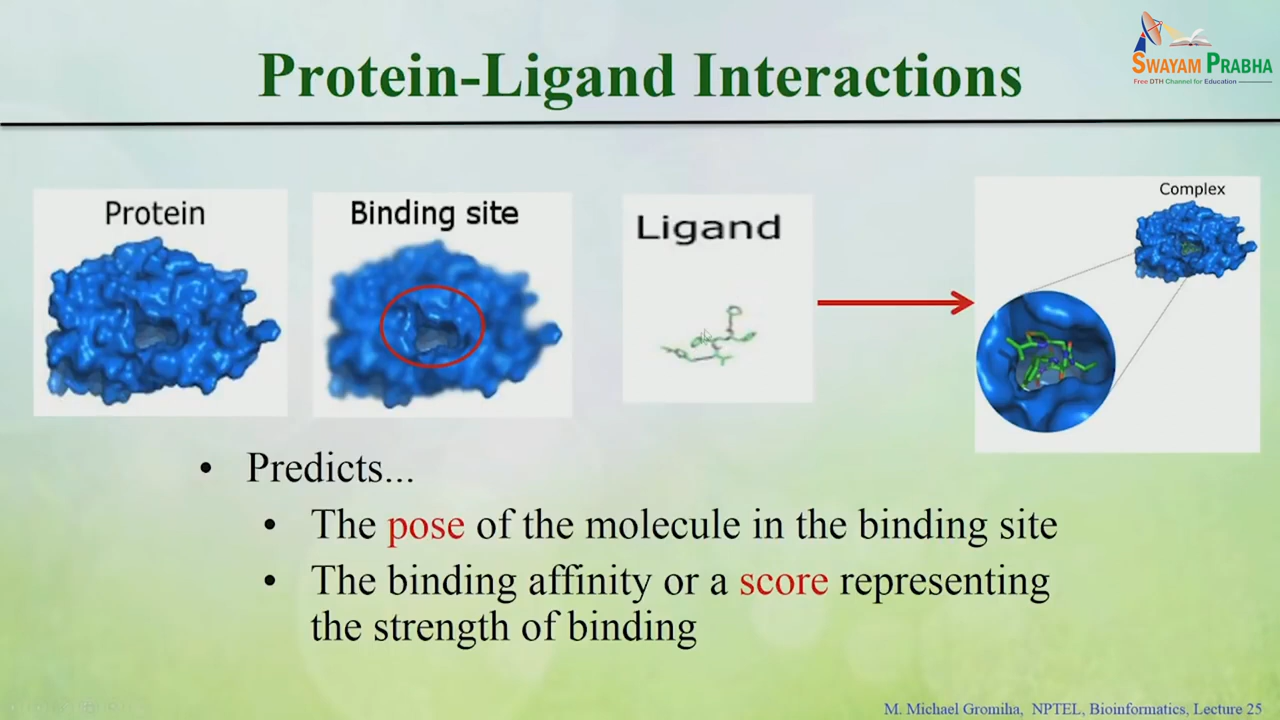 SWAYAM PRABHA
Free DTH Channel for Education
Protein-Ligand Interactions
Protein
Binding site
Ligand
Complex
• Predicts...
• The pose of the molecule in the binding site
• The binding affinity or a score representing
the strength of binding
M. Michael Gromiha, NPTEL, Bioinformatics, Lecture 25